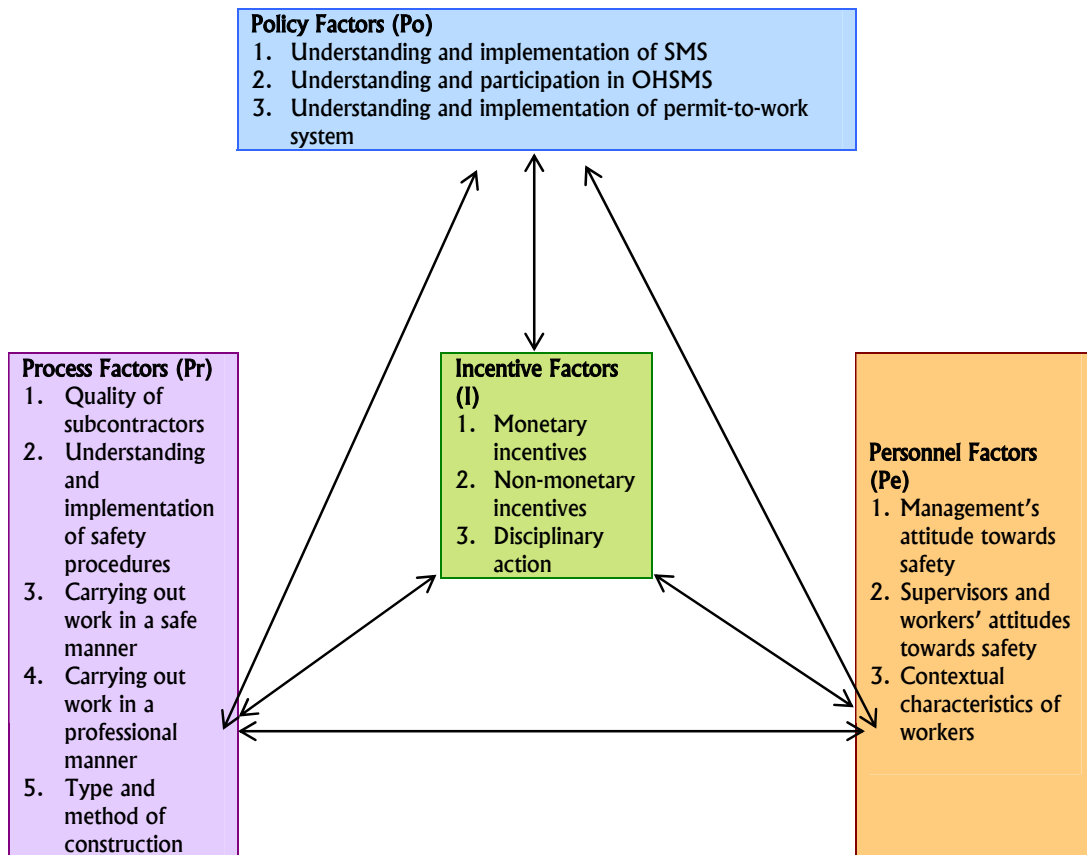 Policy Factors (Po)
1. Understanding and implementation of SMS
2. Understanding and participation in OHSMS
3. Understanding and implementation of permit-to-work
system
Process Factors (Pr)
1. Quality of
subcontractors
2. Understanding
and
implementation
of safety
procedures
3. Carrying out
work in a safe
manner
4. Carrying out
work in a
professional
manner
5. Type and
method of
construction
Incentive Factors
(I)
1. Monetary
incentives
2. Non-monetary
incentives
3. Disciplinary
action
Personnel Factors
(Pe)
1. Management’s
attitude towards
safety
2. Supervisors and
workers’ attitudes
towards safety
3. Contextual
characteristics of
workers